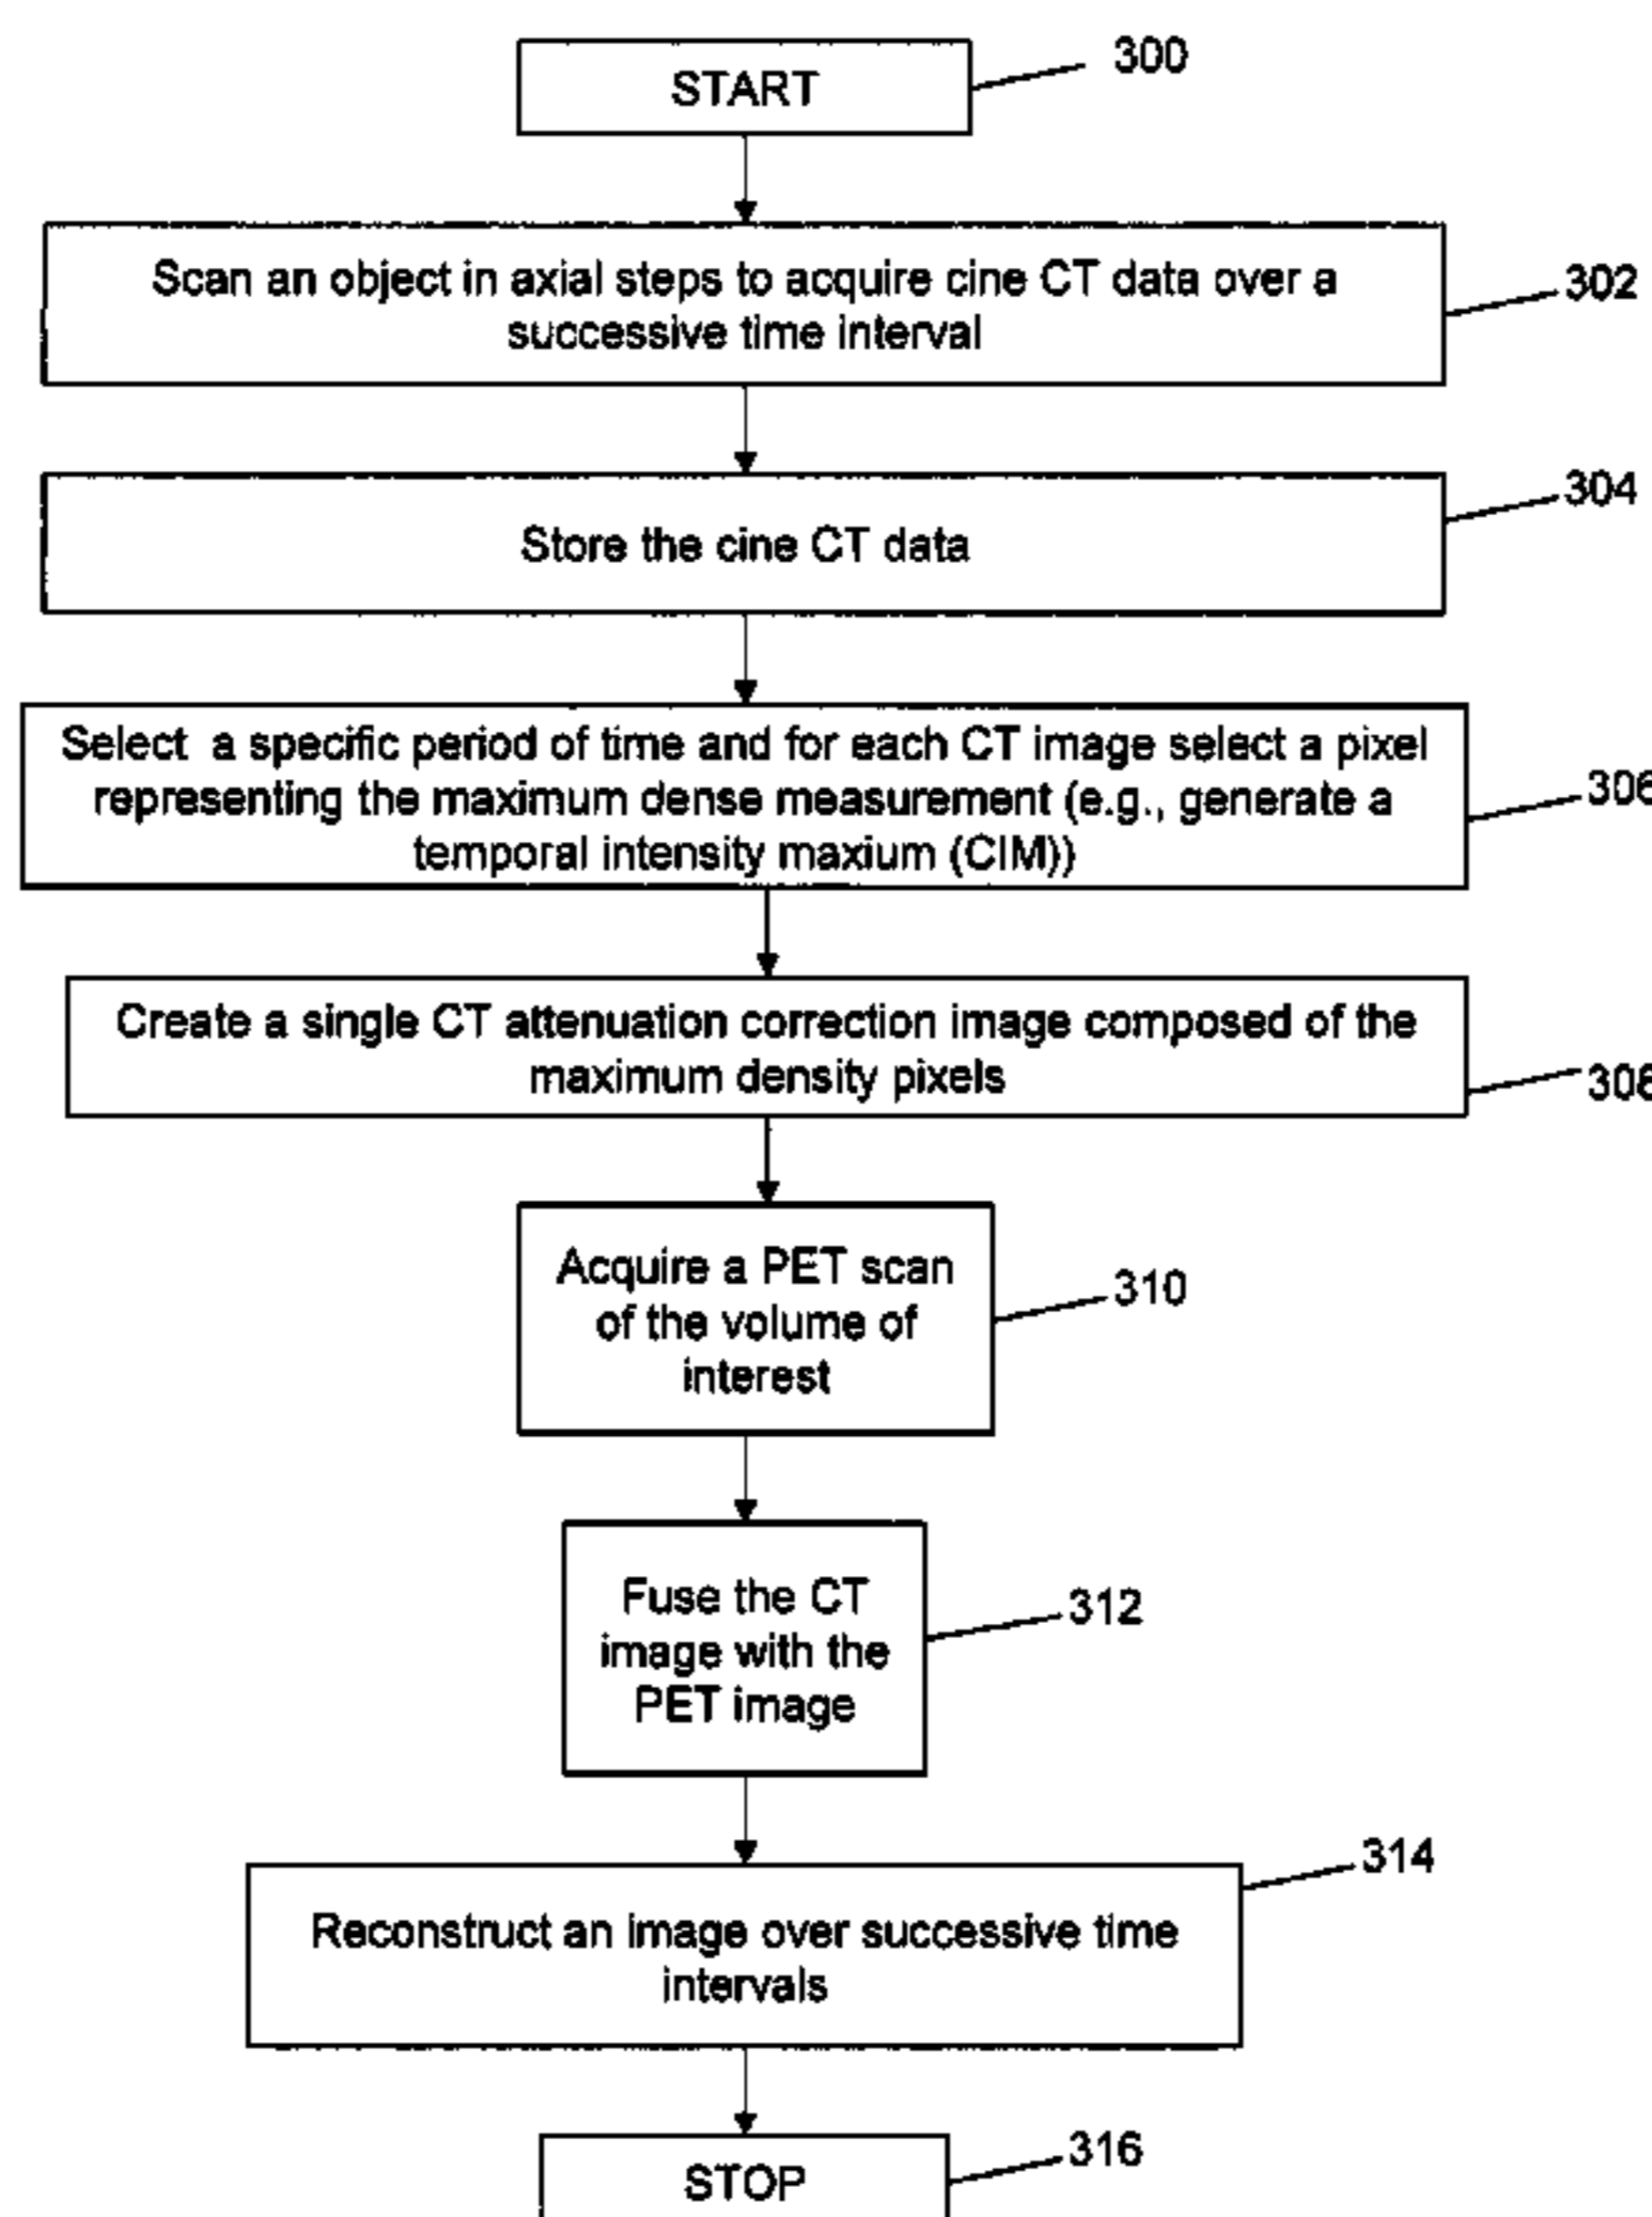 START
300
Scan an object in axial steps to acquire cine CT data over a
successive time interval
302
Store the cine CT data
304
Select a specific period of time and for each CT image select a pixel
representing the maximum dense measurement (e.g., generate a
temporal intensity maxium (CIM))
306
Create a single CT attenuation correction image composed of the
maximum density pixels
308
Acquire a PET scan
of the volume of
interest
310
Fuse the CT
image with the
PET image
312
Reconstruct an image over successive time
intervals
314
STOP
316